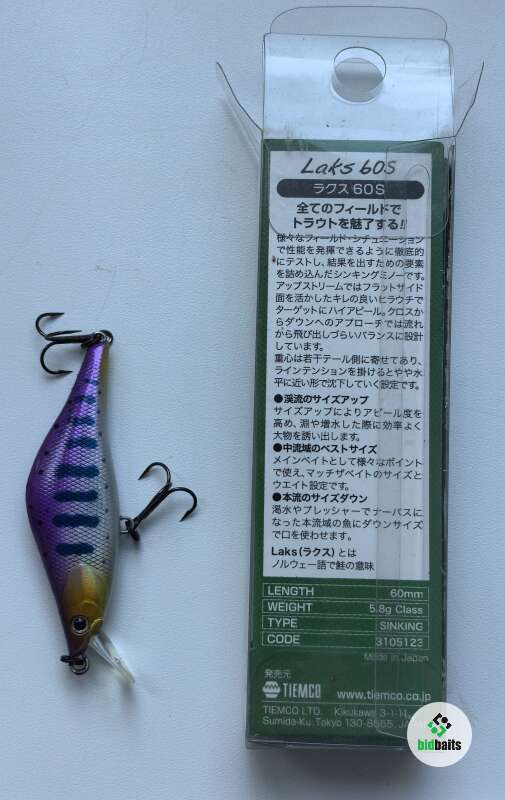 Laks 60S
ラクス 60S
全てのフィールドで
トラウトを魅了する!!
様々なフィールド・シチュエーション
で性能を発揮できるように徹底的
にテストし、結果を出すための要素
を詰め込んだシンキングミノーです。
アップストリームではフラットサイド
面を活かしたキレの良いヒラウチで
ターゲットにハイアピール。クロスか
らダウンへのアプローチでは流れ
から飛び出しづらいバランスに設計
しています。
重心は若干テール側に寄せてあり、
ラインテンションを掛けるとやや水
平に近い形で沈下していく設定です。
●渓流のサイズアップ
サイズアップによりアピール度を
高め、淵や増水した際に効率よく
大物を誘い出します。
●中流域のベストサイズ
メインベイトとして様々なポイント
で使え、マッチザベイトのサイズと
ウエイト設定です。
●本流のサイズダウン
渇水やプレッシャーでナーバスに
なった本流域の魚にダウンサイズ
で口を使わせます。
Laks(ラクス)とは
ノルウェー語で鮭の意味
LENGTH 60mm
WEIGHT 5.8g Class
TYPE SINKING
CODE 3105123
Made in Japan
発売元
TIEMCO www.tiemco.co.jp
TIEMCO LTD. Kikukawa 3-1-11
Sumida-Ku, Tokyo 130-8555,
bidbaits